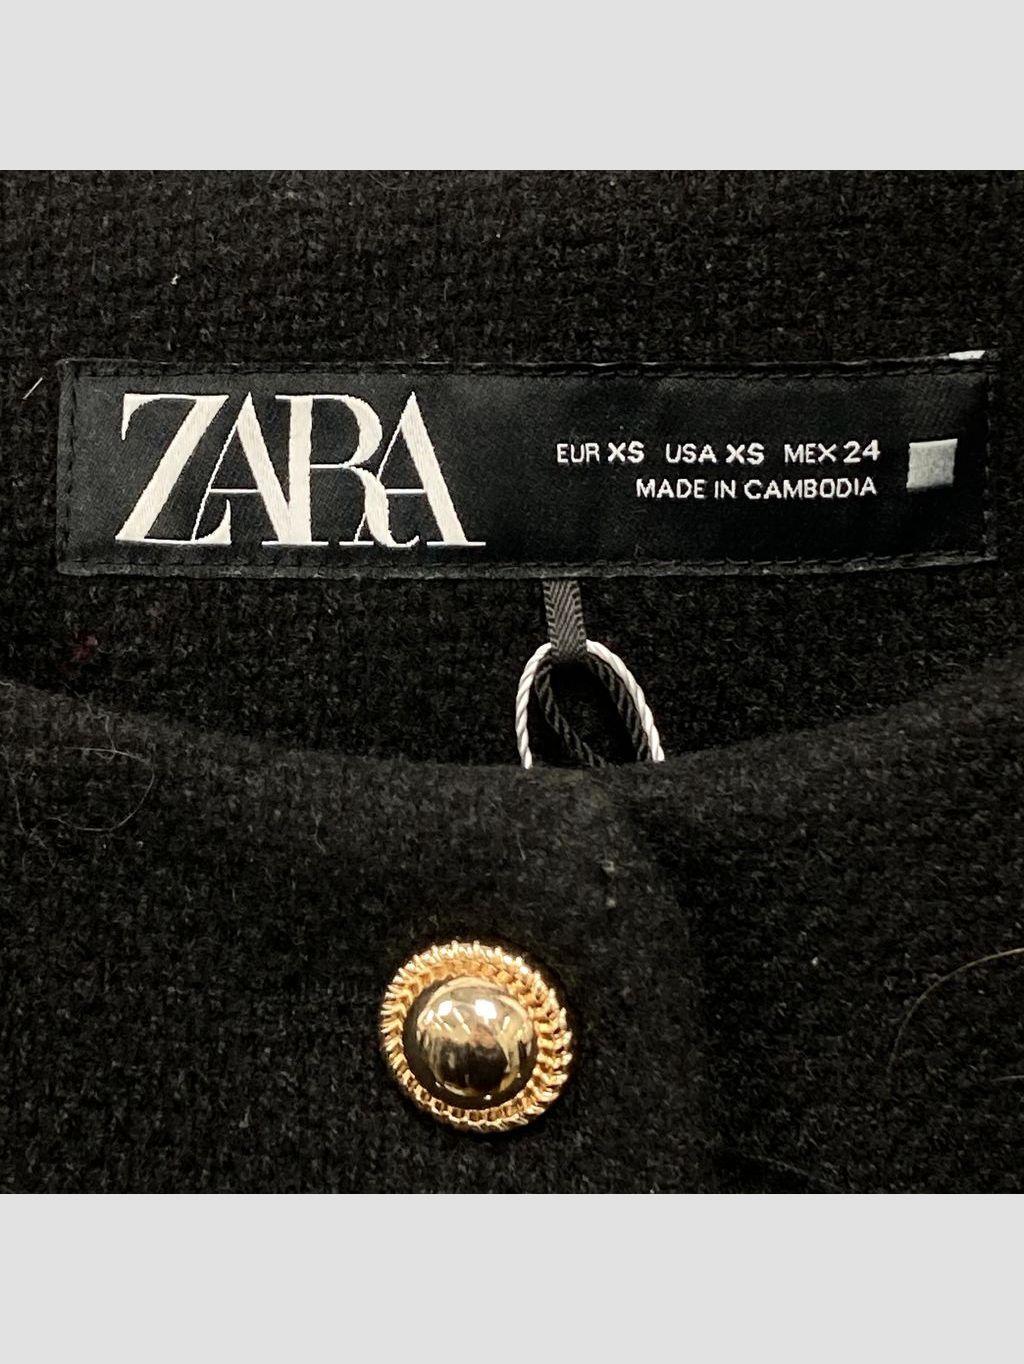 ZARA
EUR XS USA XS MEX 24
MADE IN CAMBODIA